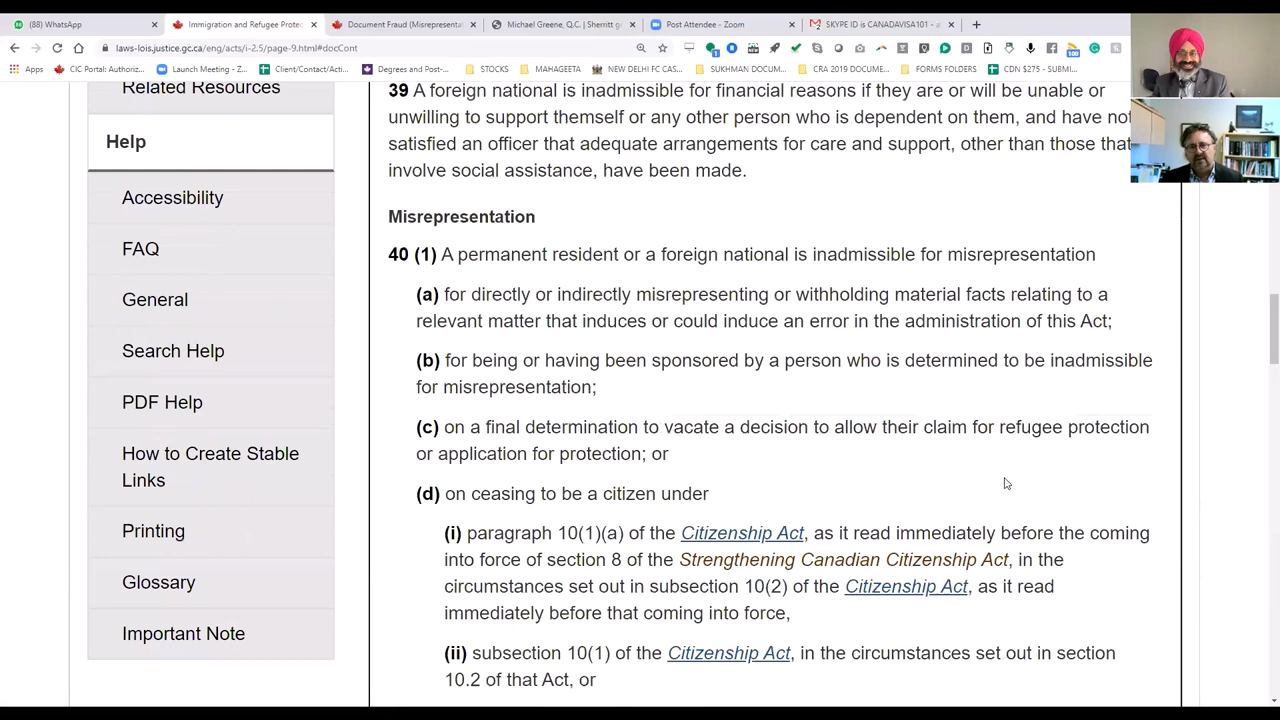 (88) WhatsApp
Immigration and Refugee Protec
Document Fraud (Misrepresenta
Michael Greene, Q.C. | Sherritt g
Post Attendee - Zoom
SKYPE ID is CANADAVISA101 - a
laws-lois.justice.gc.ca/eng/acts/i-2.5/page-9.html#docCont
Apps
CIC Portal: Authoriz...
Launch Meeting - Z...
Client/Contact/Acti...
Degrees and Post-...
STOCKS
MAHAGEETA
NEW DELHI FC CAS...
SUKHMAN DOCUM...
CRA 2019 DOCUME...
FORMS FOLDERS
CDN $275 - SUBMI...
Related Resources
Help
Accessibility
FAQ
General
Search Help
PDF Help
How to Create Stable
Links
Printing
Glossary
Important Note
39 A foreign national is inadmissible for financial reasons if they are or will be unable or
unwilling to support themself or any other person who is dependent on them, and have not
satisfied an officer that adequate arrangements for care and support, other than those that
involve social assistance, have been made.
Misrepresentation
40 (1) A permanent resident or a foreign national is inadmissible for misrepresentation
(a) for directly or indirectly misrepresenting or withholding material facts relating to a
relevant matter that induces or could induce an error in the administration of this Act;
(b) for being or having been sponsored by a person who is determined to be inadmissible
for misrepresentation;
(c) on a final determination to vacate a decision to allow their claim for refugee protection
or application for protection; or
(d) on ceasing to be a citizen under
(i) paragraph 10(1)(a) of the Citizenship Act, as it read immediately before the coming
into force of section 8 of the Strengthening Canadian Citizenship Act, in the
circumstances set out in subsection 10(2) of the Citizenship Act, as it read
immediately before that coming into force,
(ii) subsection 10(1) of the Citizenship Act, in the circumstances set out in section
10.2 of that Act, or